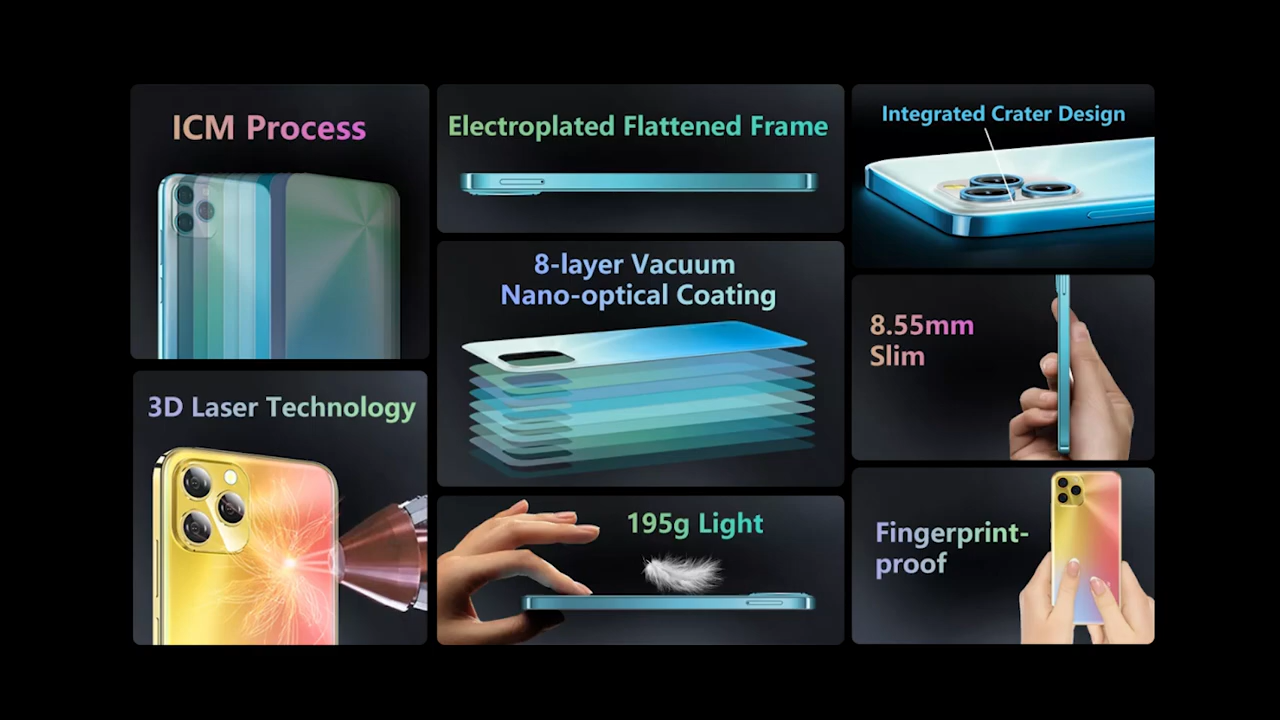 ICM Process
Electroplated Flattened Frame
Integrated Crater Design
8-layer Vacuum
Nano-optical Coating
8.55mm
Slim
3D Laser Technology
195g Light
Fingerprint-
proof